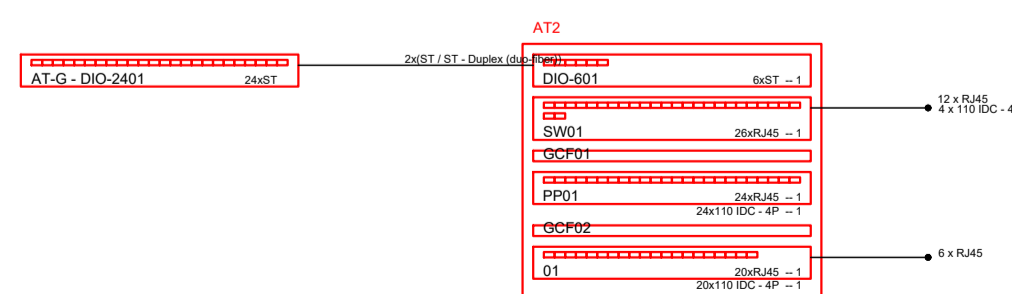 AT2
AT-G - DIO-2401
24xST
2x(ST / ST - Duplex (duo-fiber))
DIO-601
6xST -- 1
SW01
26xRJ45 -- 1
12 x RJ45
4 x 110 IDC - 4
GCF01
PP01
24xRJ45 -- 1
24x110 IDC - 4P -- 1
GCF02
01
20xRJ45 -- 1
20x110 IDC - 4P -- 1
6 x RJ45